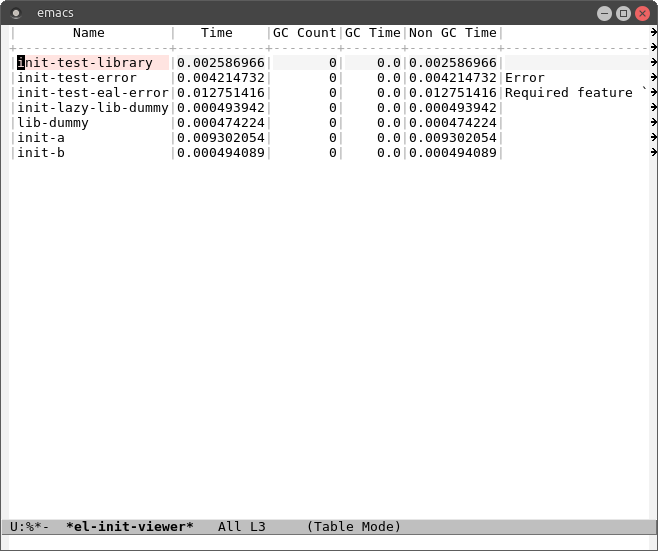 emacs
| Name | Time |GC Count|GC Time|Non GC Time|
+
|init-test-library |0.002586966| 0| 0.0|0.002586966|
|init-test-error |0.004214732| 0| 0.0|0.004214732|Error
|init-test-eal-error|0.012751416| 0| 0.0|0.012751416|Required feature `
|init-lazy-lib-dummy|0.000493942| 0| 0.0|0.000493942|
|lib-dummy |0.000474224| 0| 0.0|0.000474224|
|init-a |0.009302054| 0| 0.0|0.009302054|
|init-b |0.000494089| 0| 0.0|0.000494089|
U:%*- *el-init-viewer* All L3 (Table Mode)